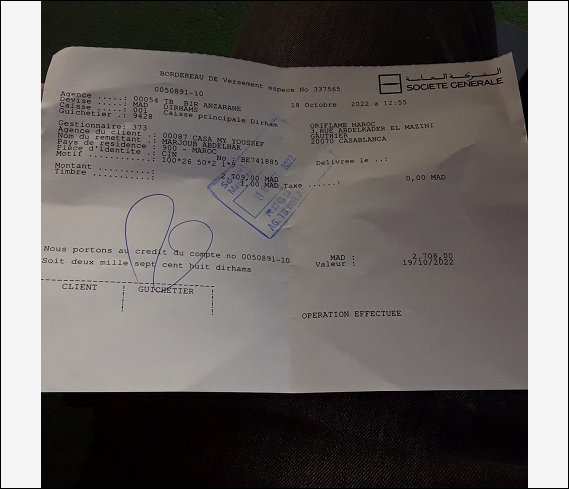 BORDEREAU DE Versement espece No 337565
الشركة العامة
SOCIETE GENERALE
0050891-10
18 Octobre 2022 a 12:55
Agence .....: 00054 TB BIR ANZARANE
Devise .....: MAD DIRHAMS
Caisse .....: 001 Caisse principale Dirham
Guichetier .: 9428
ORIFLAME MAROC
3,RUE ABDELKADER EL MAZINI
GAUTHIER
20070 CASABLANCA
Gestionnaire: 373
Agence du client .: 00087 CASA MY YOUSSEF
Nom du remettant .: MARJOUB ABDELHAK
Pays de residence : 900 - MAROC
Pièce d'identite .: CIN No : BE741885
Delivree le ..:
Motif ............: 100*26 50*2 1*9
Montant ..........: 2.709,00 MAD
Timbre ...........: 1,00 MAD Taxe ......: 0,00 MAD
Nous portons au credit du compte no 0050891-10 MAD : 2.708,00
Soit deux mille sept cent huit dirhams Valeur : 19/10/2022
CLIENT GUICHETIER
OPERATION EFFECTUEE